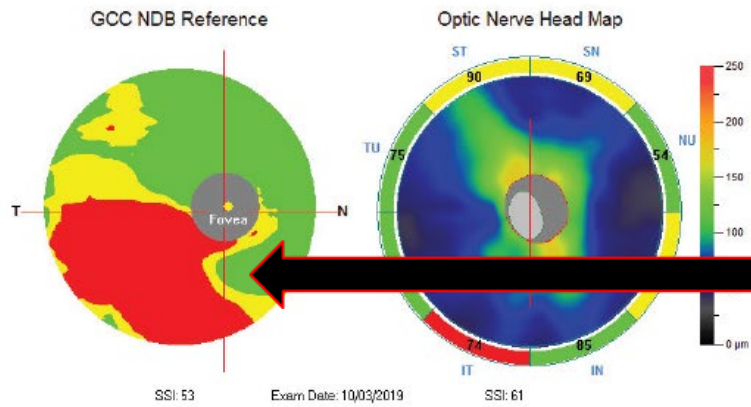 GCC NDB Reference
Optic Nerve Head Map
ST
SN
90
69
TU
75
NU
54
T
N
Fovea
74
85
IT
IN
250
200
150
100
0 µm
SSI: 53
Exam Date: 10/03/2019
SSI: 61